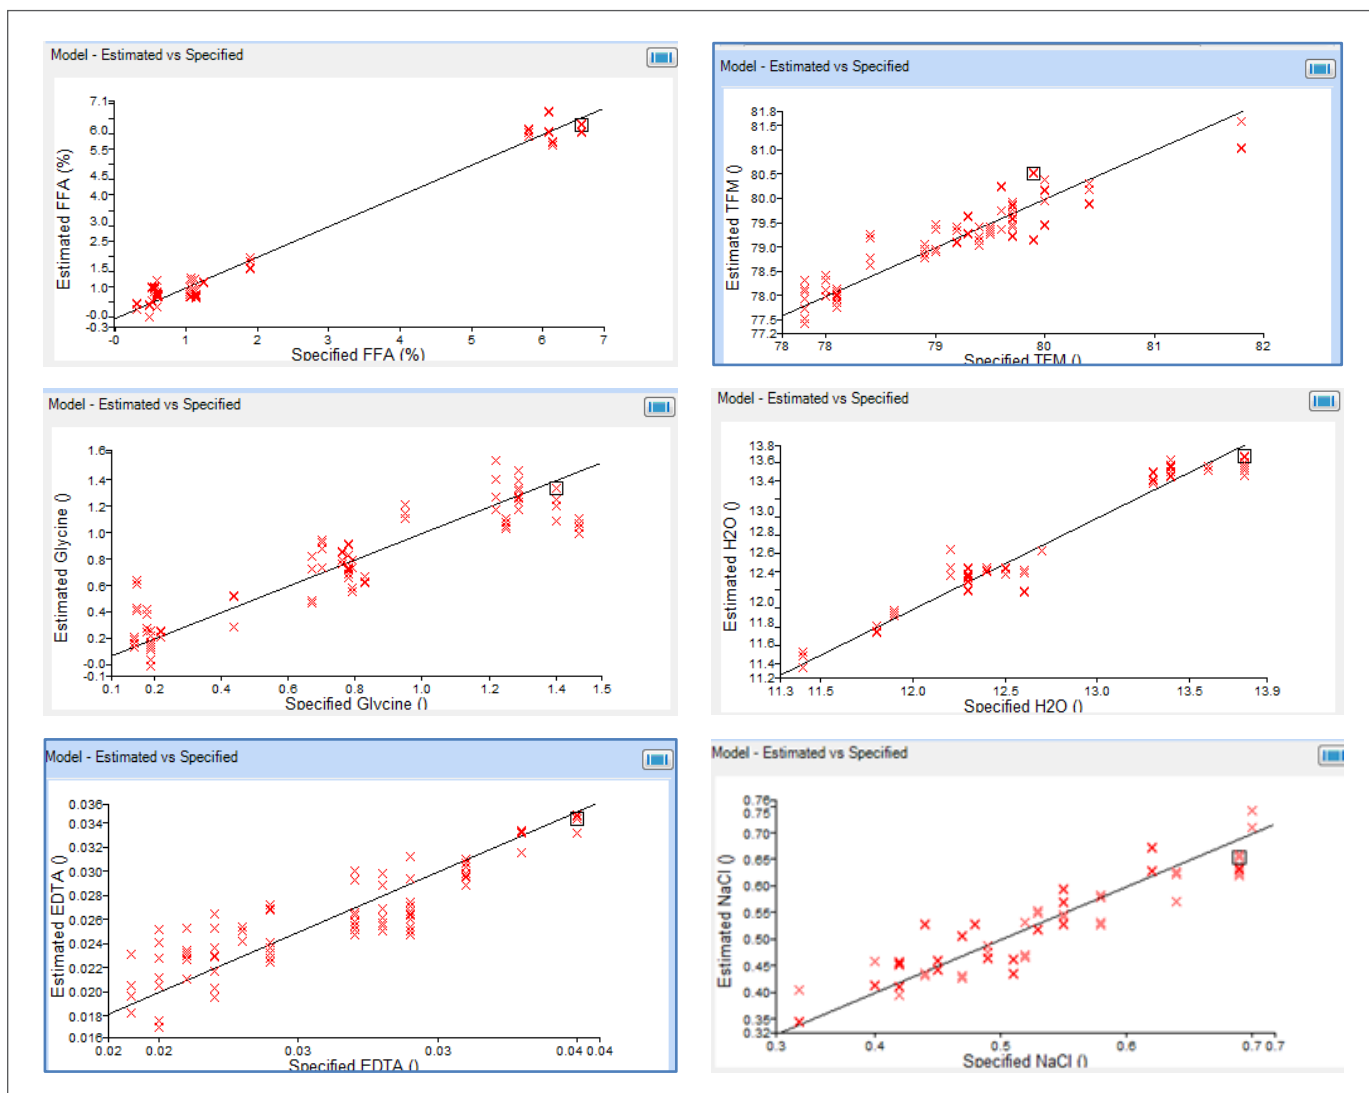 Model - Estimated vs Specified
7.1
6.0
5.5
4.5
4.0
3.0
2.5
1.5
1.0
-0.0
-0.3
Estimated FFA (%)
-0 1 2 3 4 5 6 7
Specified FFA (%)
Model - Estimated vs Specified
81.8
81.5
81.0
80.5
80.0
79.5
79.0
78.5
78.0
77.5
77.2
Estimated TFM ()
78 78 79 80 81 82
Specified TFM ()
Model - Estimated vs Specified
1.6
1.4
1.2
1.0
0.8
0.6
0.4
0.2
-0.0
-0.1
Estimated Glycine ()
0.1 0.2 0.4 0.6 0.8 1.0 1.2 1.4 1.5
Specified Glycine ()
Model - Estimated vs Specified
13.8
13.6
13.4
13.0
12.6
12.4
12.0
11.8
11.6
11.4
11.2
Estimated H2O ()
11.3 11.5 12.0 12.5 13.0 13.5 13.9
Specified H2O ()
Model - Estimated vs Specified
0.036
0.034
0.032
0.030
0.028
0.026
0.024
0.022
0.020
0.018
0.016
Estimated EDTA ()
0.02 0.02 0.03 0.03 0.04 0.04
Specified EDTA ()
Model - Estimated vs Specified
0.76
0.75
0.70
0.65
0.60
0.55
0.50
0.45
0.40
0.35
0.32
Estimated NaCl ()
0.3 0.4 0.5 0.6 0.7 0.7
Specified NaCl ()